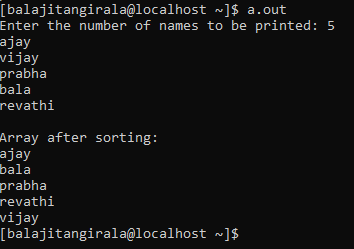 [balajitangirala@localhost ~]$ a.out
Enter the number of names to be printed: 5
ajay
vijay
prabha
bala
revathi

Array after sorting:
ajay
bala
prabha
revathi
vijay
[balajitangirala@localhost ~]$